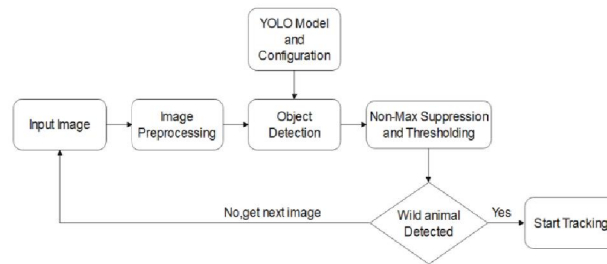 YOLO Model
and
Configuration
Input Image
Image
Preprocessing
Object
Detection
Non-Max Suppression
and Thresholding
No,get next image
Wild animal
Detected
Yes
Start Tracking